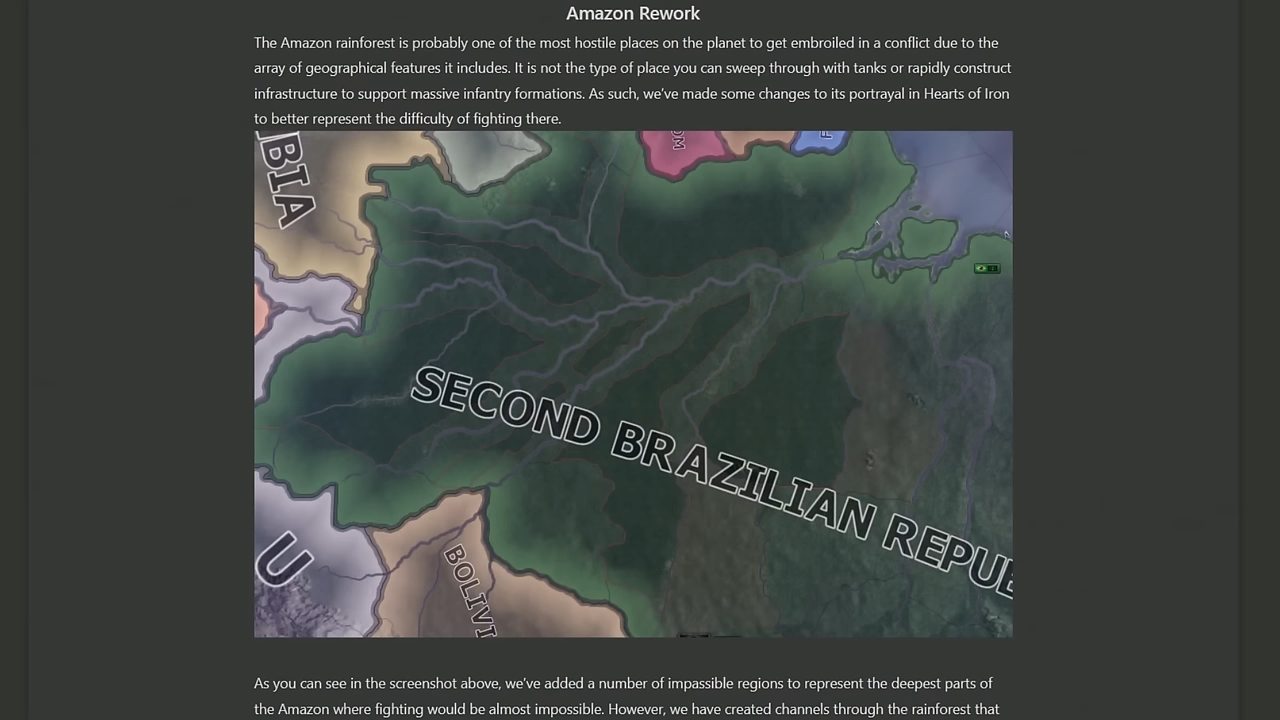 Amazon Rework
The Amazon rainforest is probably one of the most hostile places on the planet to get embroiled in a conflict due to the
array of geographical features it includes. It is not the type of place you can sweep through with tanks or rapidly construct
infrastructure to support massive infantry formations. As such, we’ve made some changes to its portrayal in Hearts of Iron
to better represent the difficulty of fighting there.
BIA
OM
F
SECOND BRAZILIAN REPU
U
BOLIVI
As you can see in the screenshot above, we’ve added a number of impassible regions to represent the deepest parts of
the Amazon where fighting would be almost impossible. However, we have created channels through the rainforest that